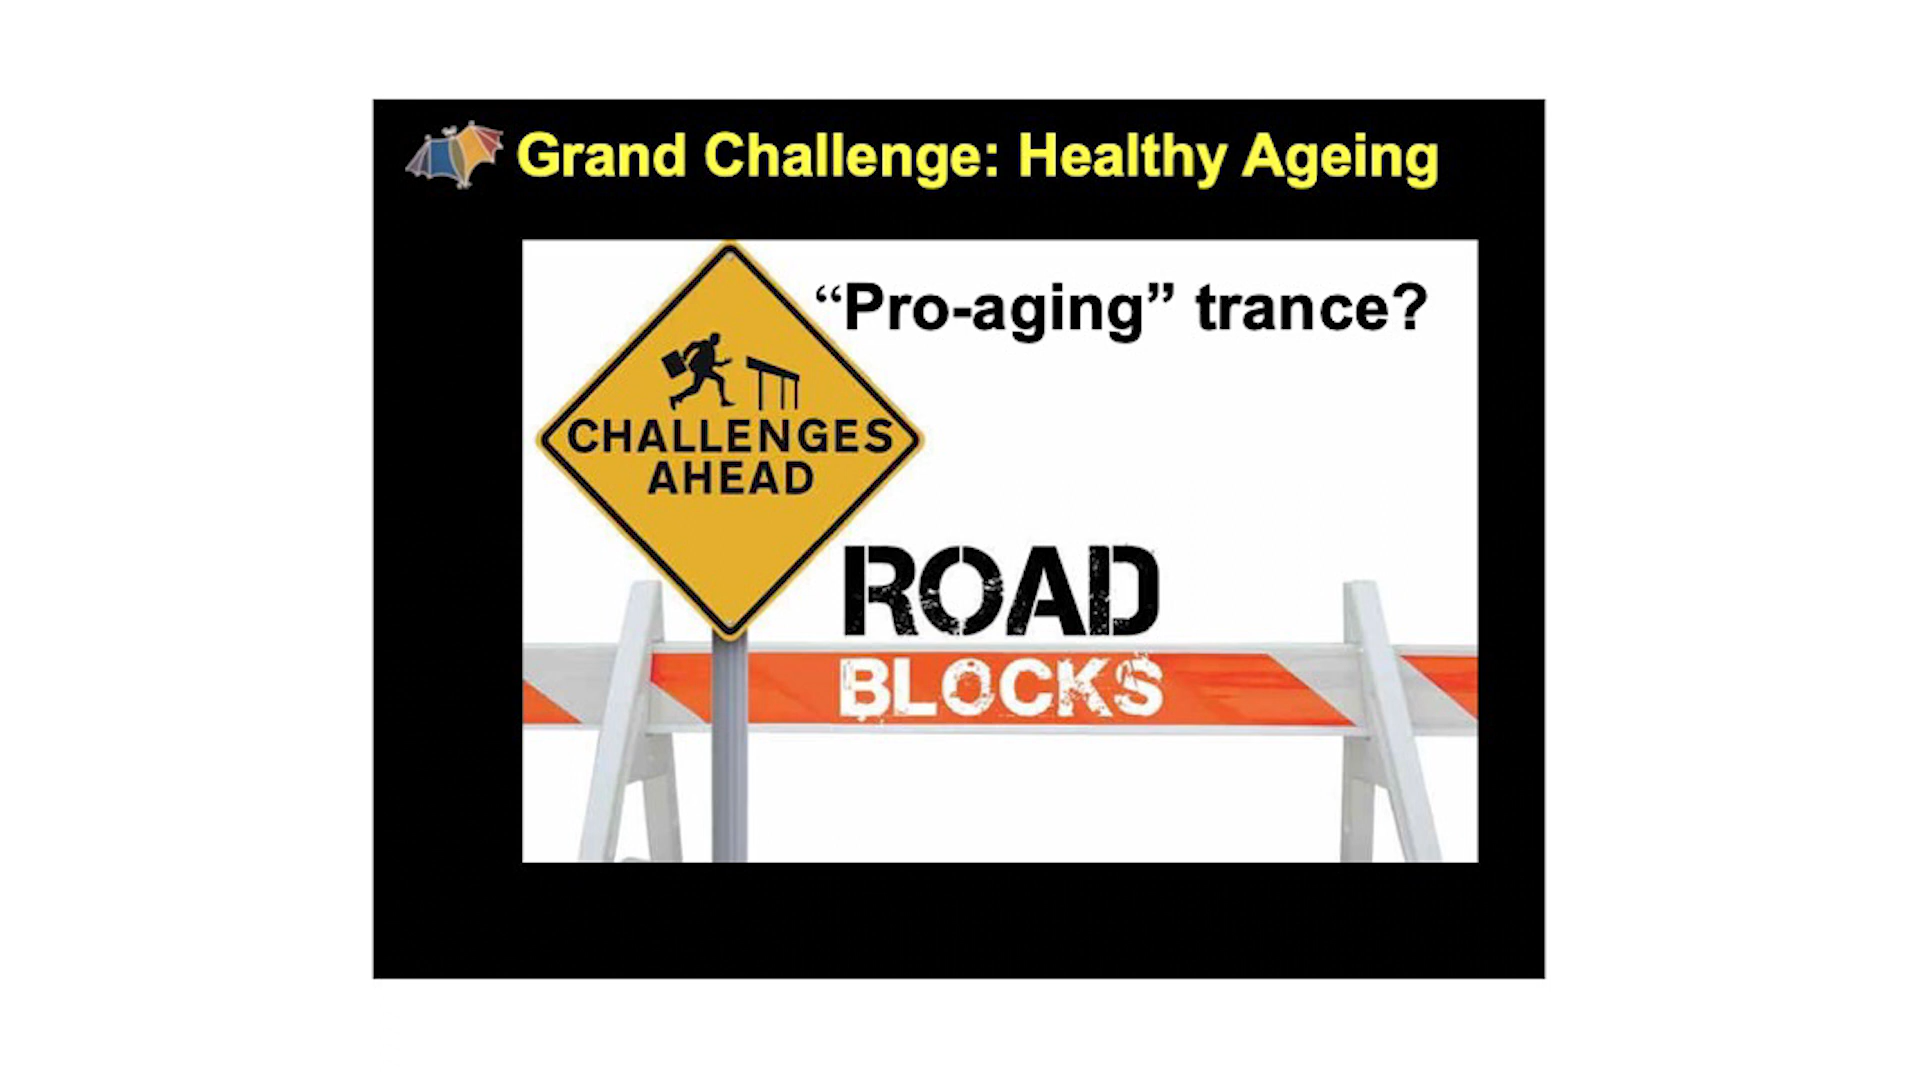 Grand Challenge: Healthy Ageing
“Pro-aging” trance?
CHALLENGES
AHEAD
ROAD
BLOCKS